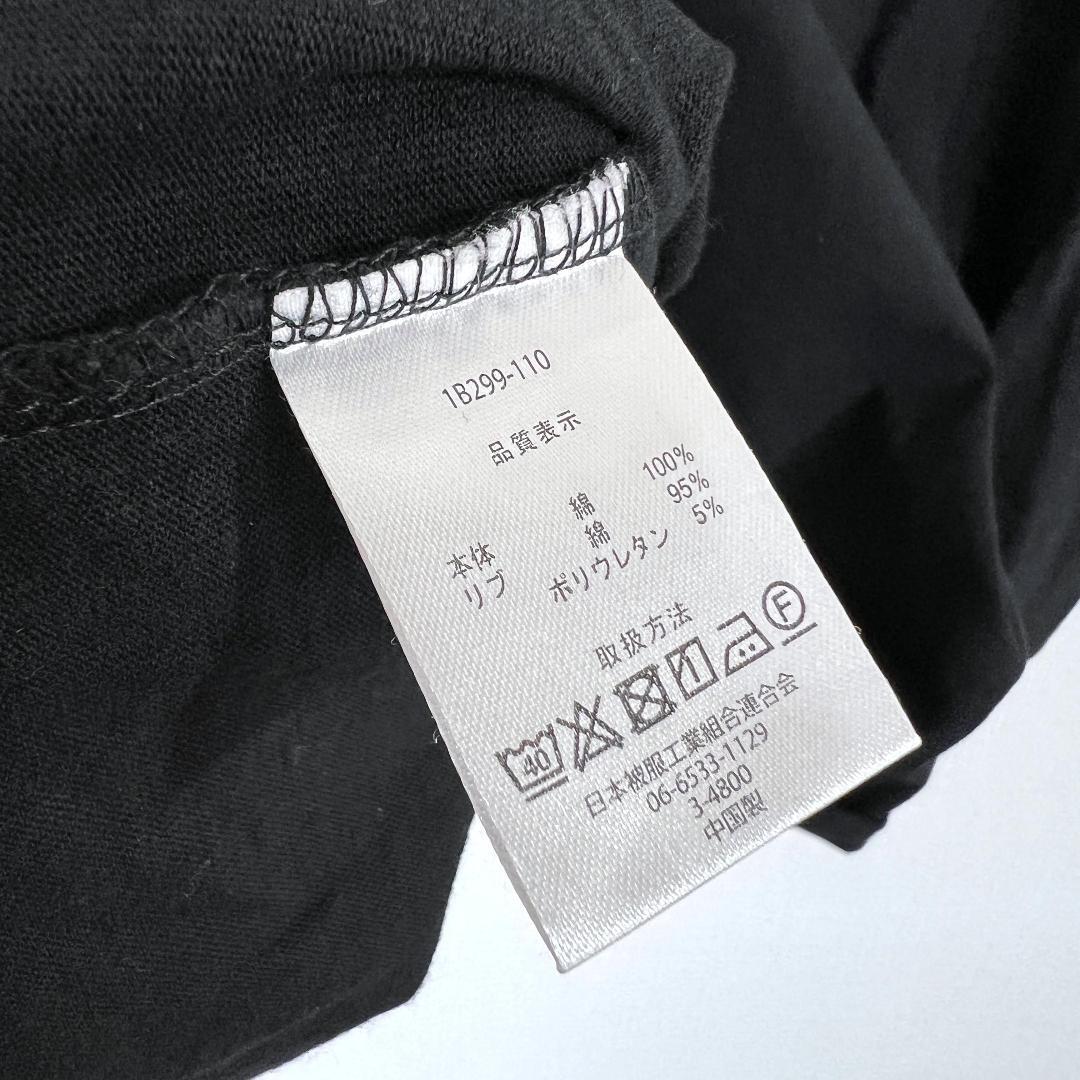 1B299-110
品質表示
本体 綿 100%
リブ 綿 95%
ポリウレタン 5%
取扱方法
40 F
日本被服工業組合連合会
06-6533-1129
3-4800
中国製